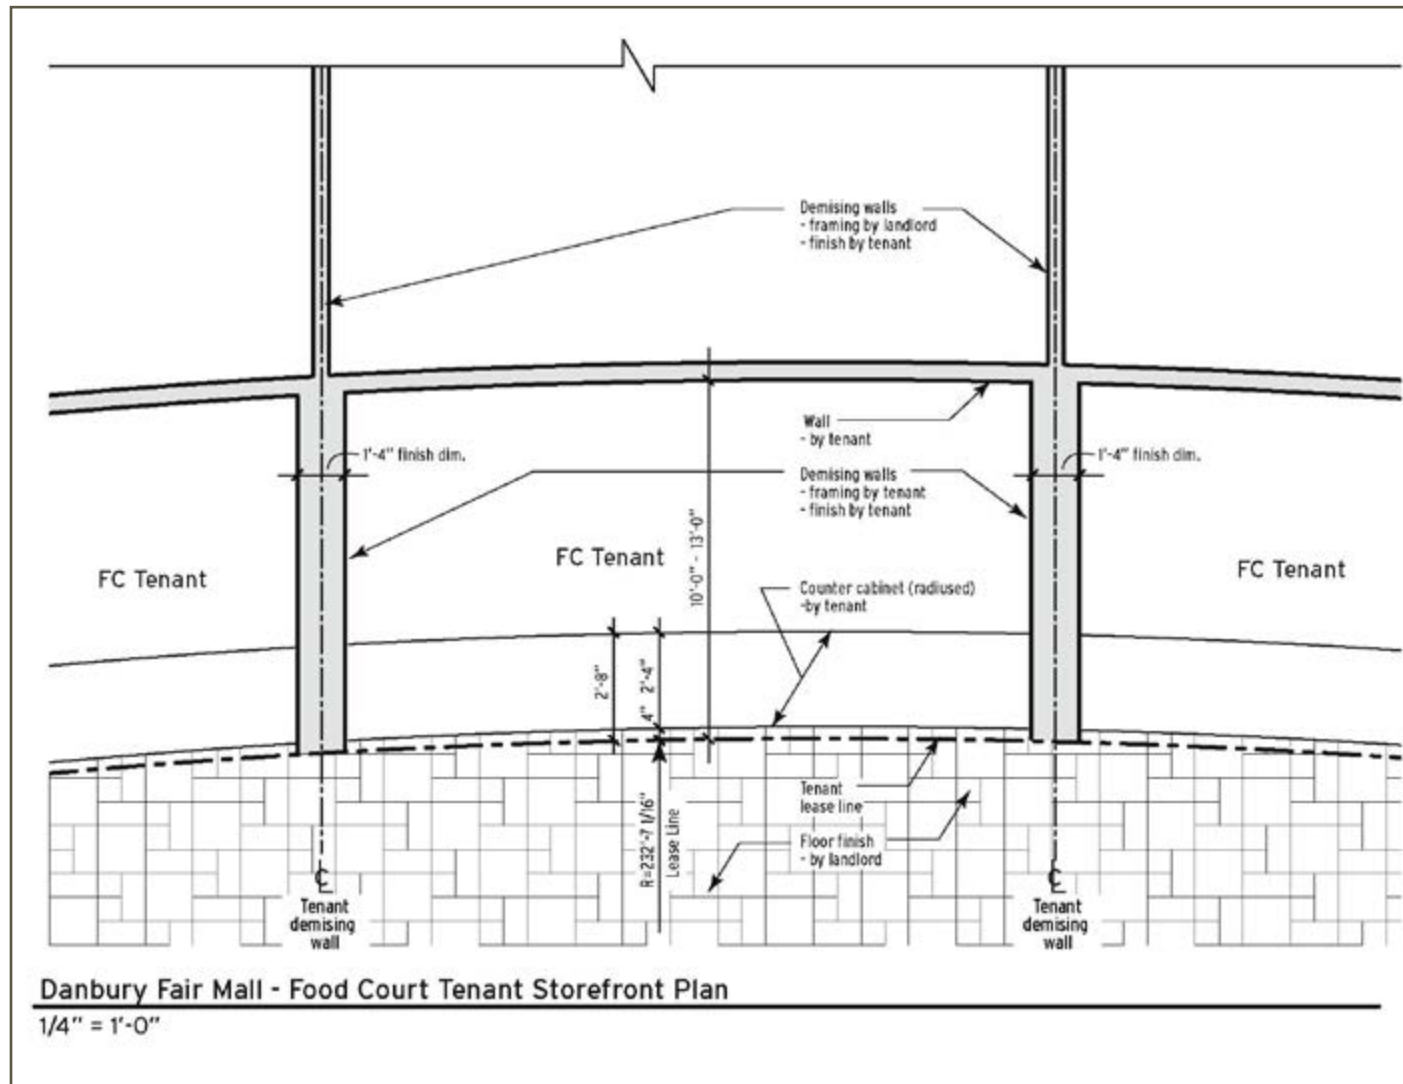 Demising walls
- framing by landlord
- finish by tenant
Wall
- by tenant
1'-4" finish dim.
1'-4" finish dim.
Demising walls
- framing by tenant
- finish by tenant
10'-0" - 13'-0"
FC Tenant
FC Tenant
FC Tenant
Counter cabinet (radiused)
-by tenant
2'-8"
2'-4"
4"
Tenant
lease line
R=232'-7 1/16"
Lease Line
Floor finish
- by landlord
CL
Tenant
demising
wall
CL
Tenant
demising
wall
Danbury Fair Mall - Food Court Tenant Storefront Plan
1/4" = 1'-0"